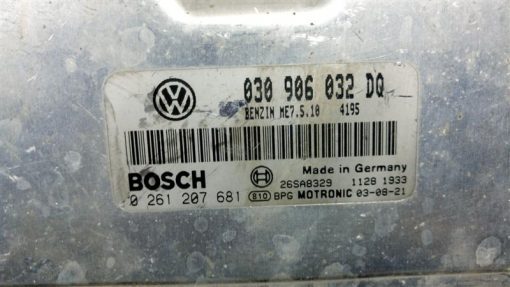 030 906 032 DQ
BENZIN ME7.5.10 4195
Made in Germany
BOSCH 26SA8329 1128 1933
0 261 207 681 810 BPG MOTRONIC 03-08-21